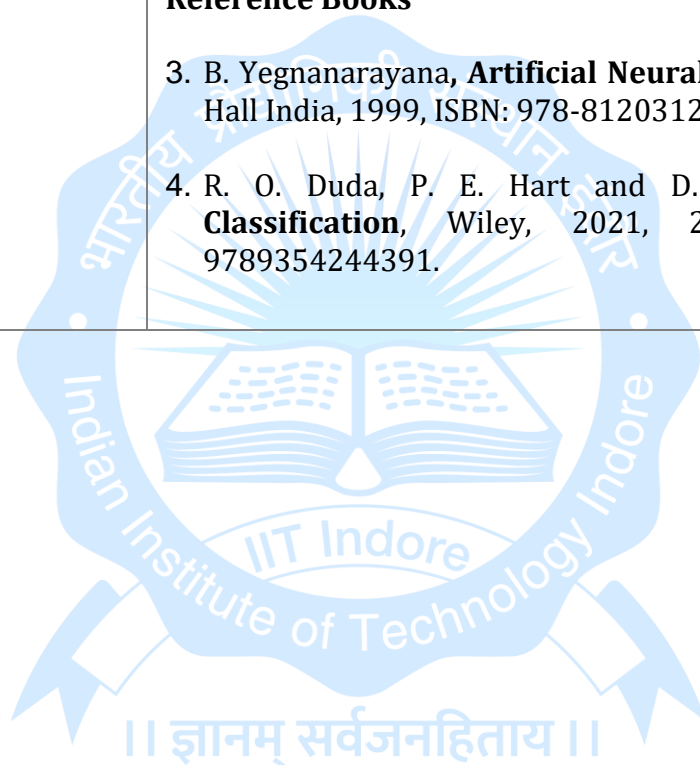 Reference Books
3. B. Yegnanarayana, Artificial Neural
Hall India, 1999, ISBN: 978-8120312
4. R. O. Duda, P. E. Hart and D.
Classification, Wiley, 2021, 2
9789354244391.
भारतीय प्रौद्योगिकी संस्थान इंदौर
Indian Institute of Technology Indore
IIT Indore
।। ज्ञानम् सर्वजनहिताय ।।